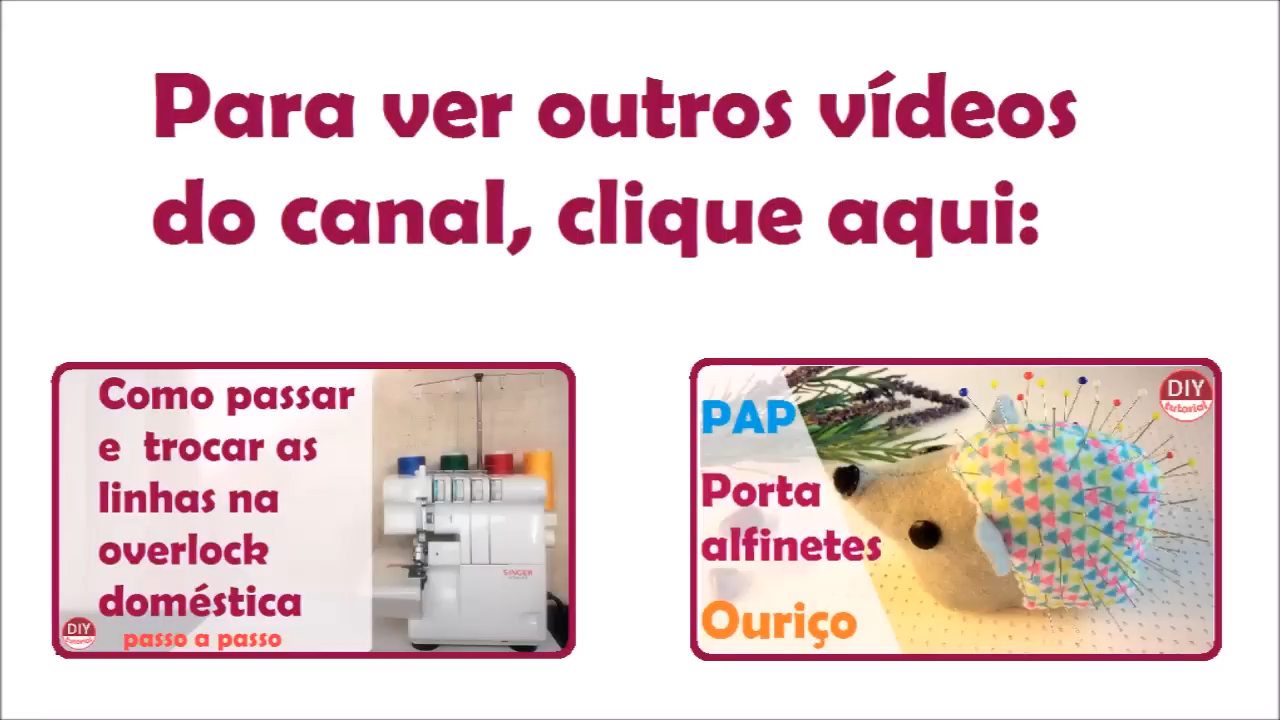 Para ver outros vídeos
do canal, clique aqui:
Como passar
e trocar as
linhas na
overlock
doméstica
passo a passo
DIY
tutorial
SINGER
PAP
Porta
alfinetes
Ouriço
DIY
tutorial